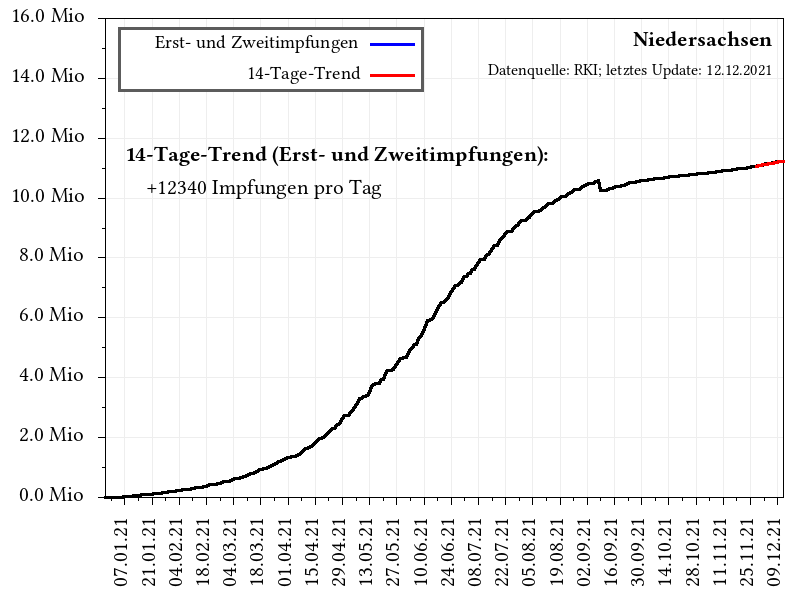 16.0 Mio
14.0 Mio
12.0 Mio
10.0 Mio
8.0 Mio
6.0 Mio
4.0 Mio
2.0 Mio
0.0 Mio
Erst- und Zweitimpfungen
14-Tage-Trend
Niedersachsen
Datenquelle: RKI; letztes Update: 12.12.2021
14-Tage-Trend (Erst- und Zweitimpfungen):
+12340 Impfungen pro Tag
07.01.21
21.01.21
04.02.21
18.02.21
04.03.21
18.03.21
01.04.21
15.04.21
29.04.21
13.05.21
27.05.21
10.06.21
24.06.21
08.07.21
22.07.21
05.08.21
19.08.21
02.09.21
16.09.21
30.09.21
14.10.21
28.10.21
11.11.21
25.11.21
09.12.21